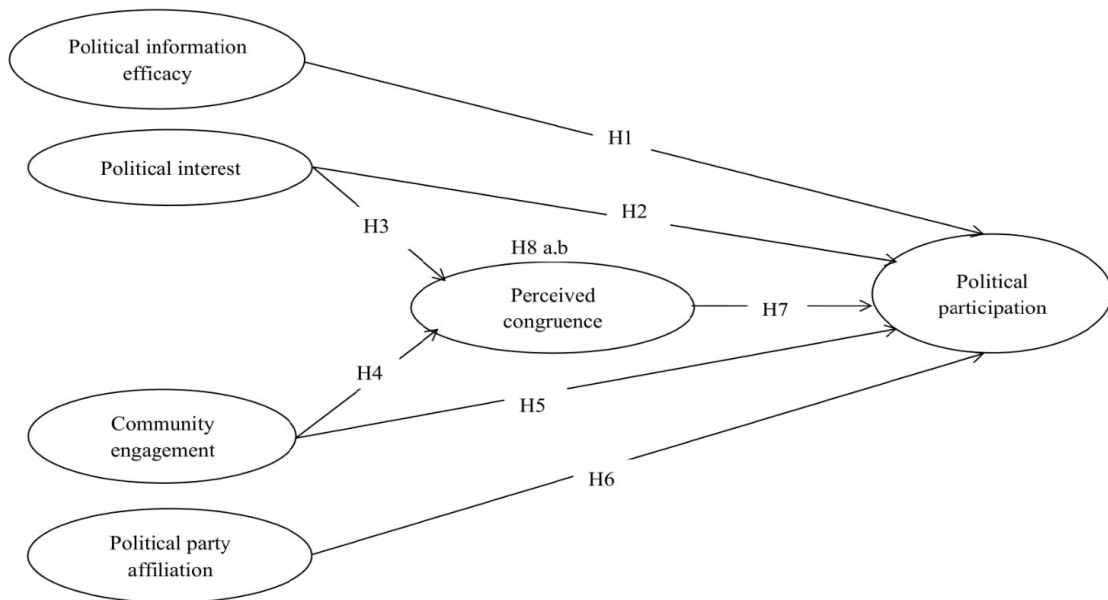 Political information
efficacy
H1
Political interest
H2
H3
H8 a,b
Perceived
congruence
H7
Political
participation
H4
H5
Community
engagement
H6
Political party
affiliation